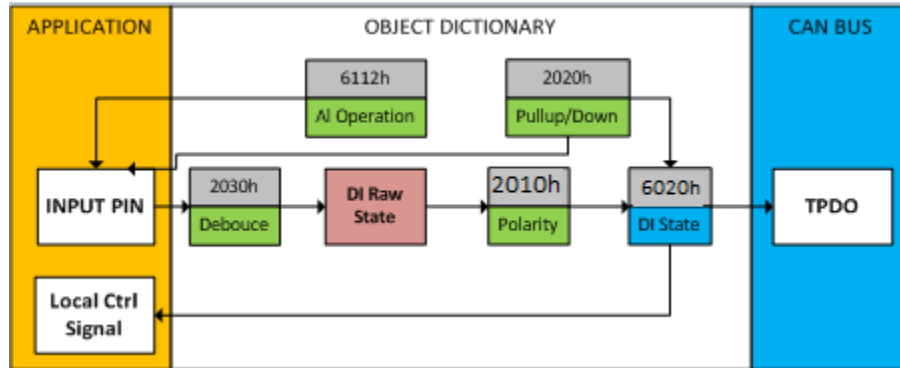 APPLICATION
OBJECT DICTIONARY
CAN BUS
6112h
AI Operation
2020h
Pullup/Down
INPUT PIN
2030h
Debouce
DI Raw
State
2010h
Polarity
6020h
DI State
TPDO
Local Ctrl
Signal